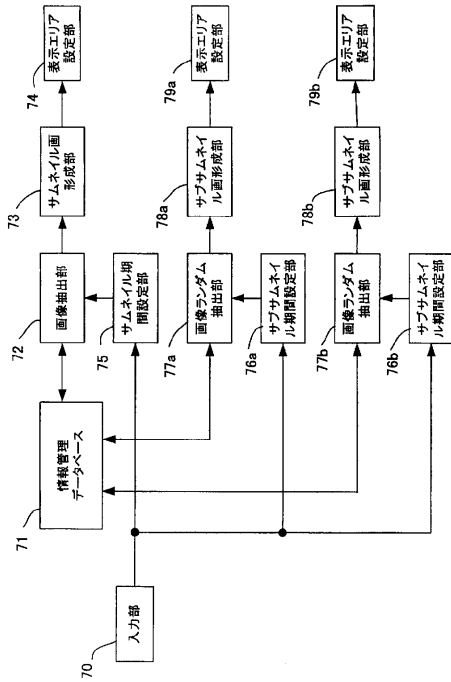 70
入力部
71
情報管理
データベース
72
画像抽出部
73
サムネイル画
形成部
74
表示エリア
設定部
75
サムネイル期
間設定部
77a
画像ランダム
抽出部
78a
サブサムネイ
ル画形成部
79a
表示エリア
設定部
76a
サブサムネイ
ル期間設定部
77b
画像ランダム
抽出部
78b
サブサムネイ
ル画形成部
79b
表示エリア
設定部
76b
サブサムネイ
ル期間設定部